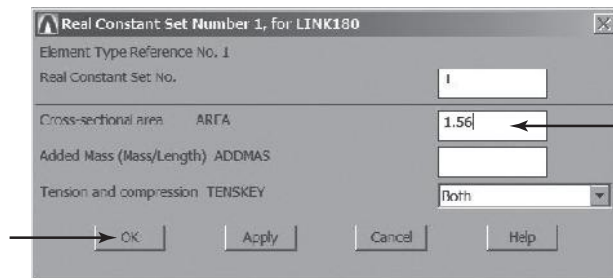 Real Constant Set Number 1, for LINK180
Element Type Reference No. 1
Real Constant Set No. 1
Cross-sectional area AREA 1.56
Added Mass (Mass/Length) ADDMAS
Tension and compression TENSKEY Both
OK Apply Cancel Help